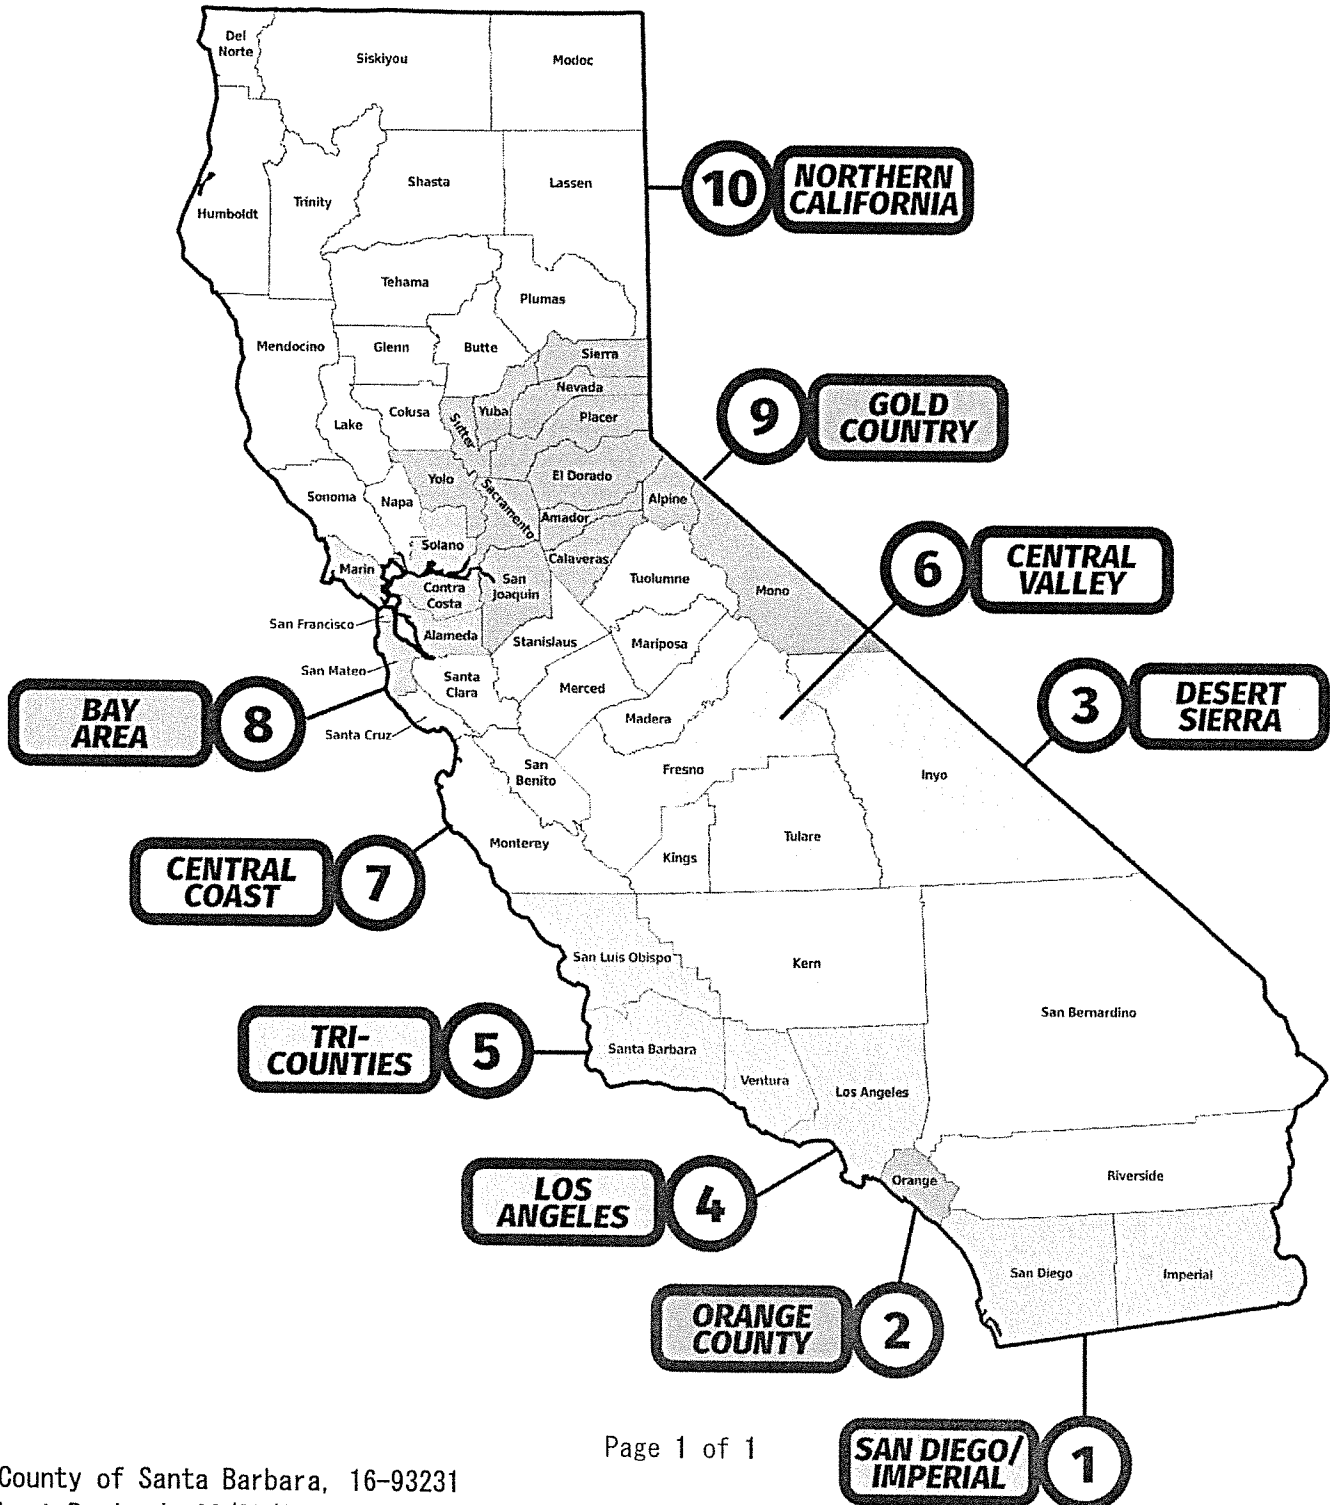 Del
Norte
Siskiyou
Modoc
10
NORTHERN
CALIFORNIA
Shasta
Lassen
Trinity
Humboldt
Tehama
Plumas
Mendocino
Glenn
Butte
Sierra
Nevada
Yuba
Placer
Colusa
Sutter
Lake
9
GOLD
COUNTRY
El Dorado
Yolo
Sacramento
Alpine
Sonoma
Napa
Amador
Solano
Calaveras
Marin
Contra
Costa
San
Joaquin
Tuolumne
Mono
6
CENTRAL
VALLEY
San Francisco
Alameda
Stanislaus
Mariposa
San Mateo
Santa
Clara
Merced
Madera
3
DESERT
SIERRA
BAY
AREA
8
Santa Cruz
San
Benito
Fresno
Inyo
Monterey
Kings
Tulare
CENTRAL
COAST
7
San Luis Obispo
Kern
San Bernardino
TRI-
COUNTIES
5
Santa Barbara
Ventura
Los Angeles
LOS
ANGELES
4
Orange
Riverside
San Diego
Imperial
ORANGE
COUNTY
2
SAN DIEGO/
IMPERIAL
1
Page 1 of 1
County of Santa Barbara, 16-93231